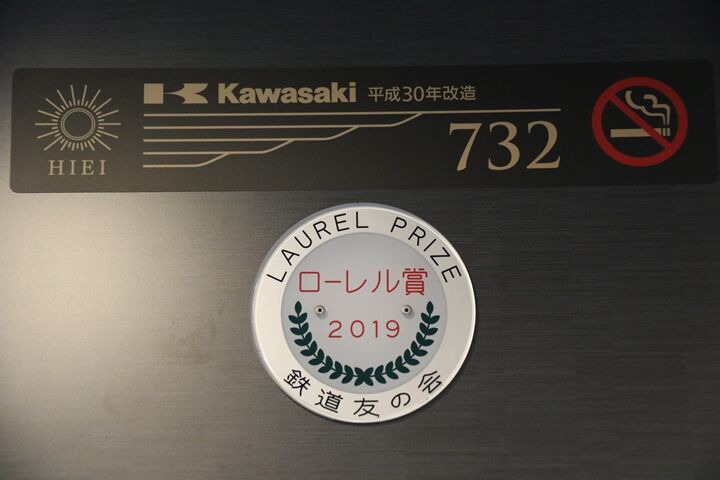 Kawasaki 平成30年改造
HIEI
732
LAUREL PRIZE
ローレル賞
2019
鉄道友の会